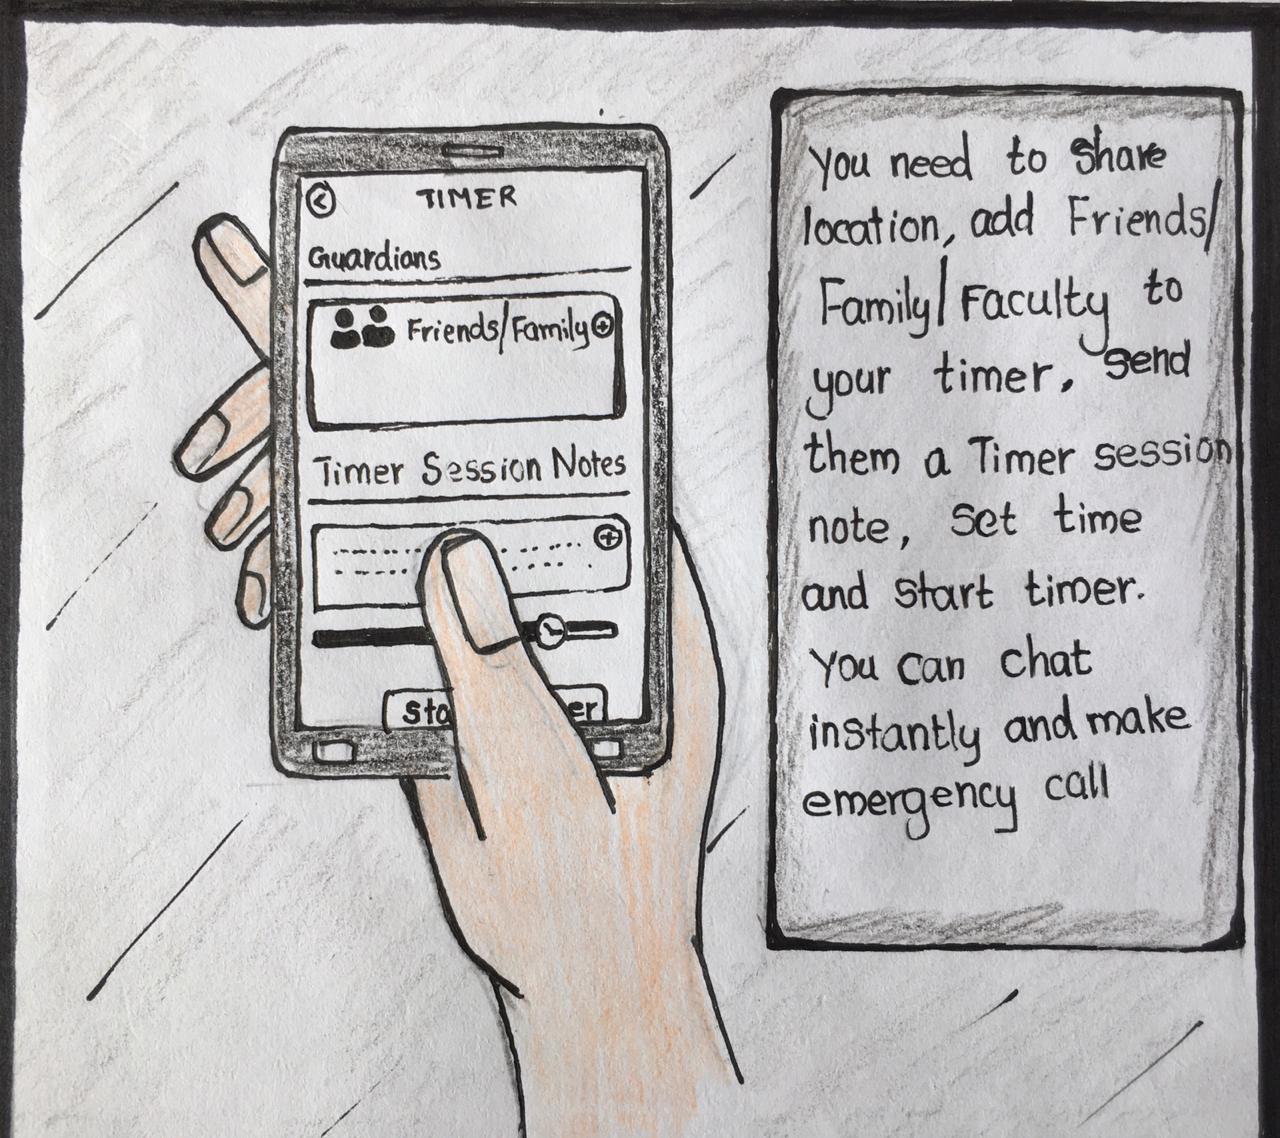 TIMER
Guardians
Friends/Family
Timer Session Notes
Sta er
you need to share
location, add Friends/
Family/Faculty to
your timer. send
them a Timer session
note, set time
and start timer.
you can chat
instantly and make
emergency call